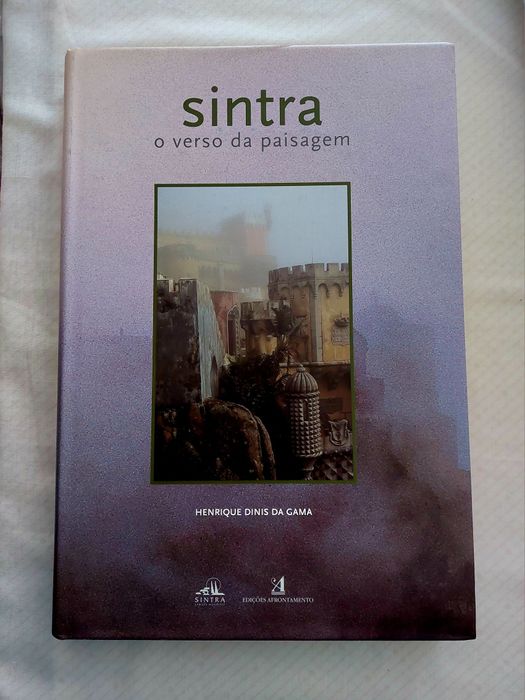 sintra
o verso da paisagem
HENRIQUE DINIS DA GAMA
SINTRA
EDIÇÕES AFRONTAMENTO